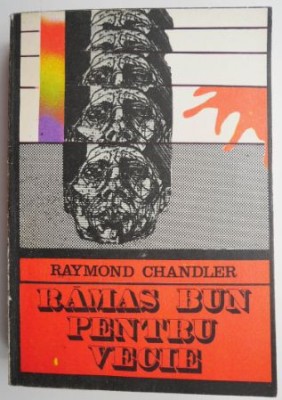 RAYMOND CHANDLER
RĂMAS BUN
PENTRU
VECIE